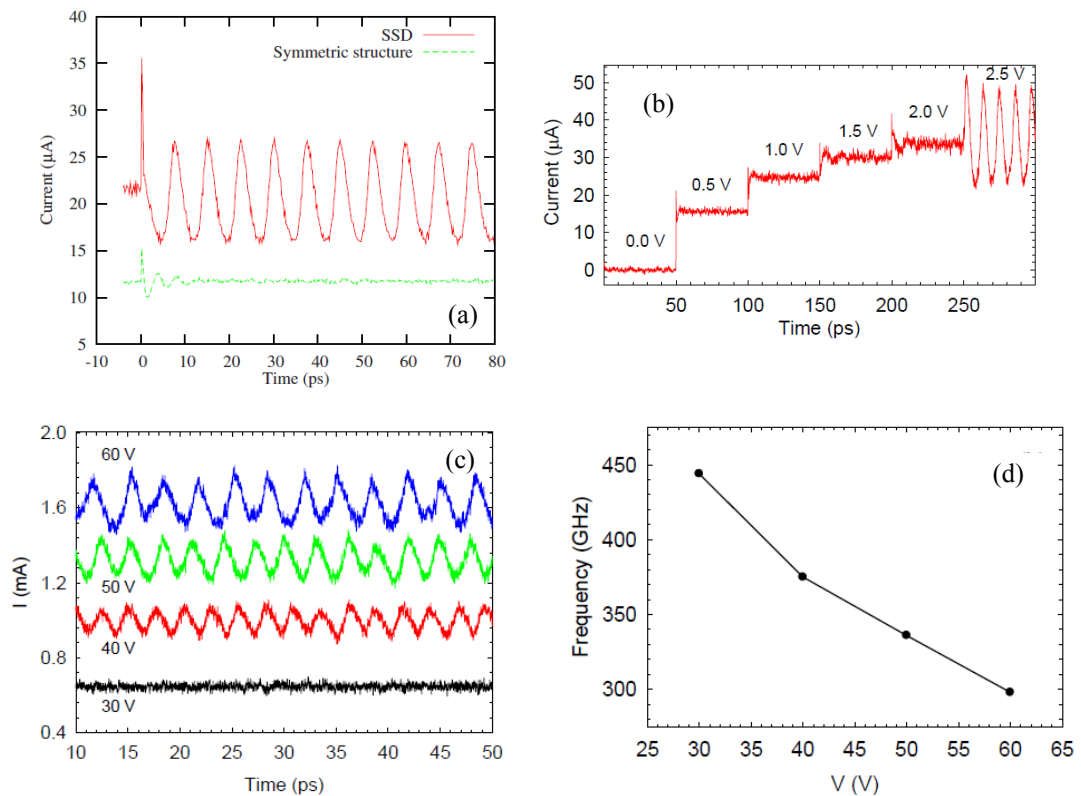 40
35
30
25
20
15
10
5
Current (μA)
SSD
Symmetric structure
(a)
-10 0 10 20 30 40 50 60 70 80
Time (ps)
50
40
30
20
10
0
Current (μA)
(b)
0.0 V
0.5 V
1.0 V
1.5 V
2.0 V
2.5 V
50 100 150 200 250
Time (ps)
2.0
1.6
1.2
0.8
0.4
I (mA)
(c)
60 V
50 V
40 V
30 V
10 15 20 25 30 35 40 45 50
Time (ps)
450
400
350
300
Frequency (GHz)
(d)
25 30 35 40 45 50 55 60 65
V (V)